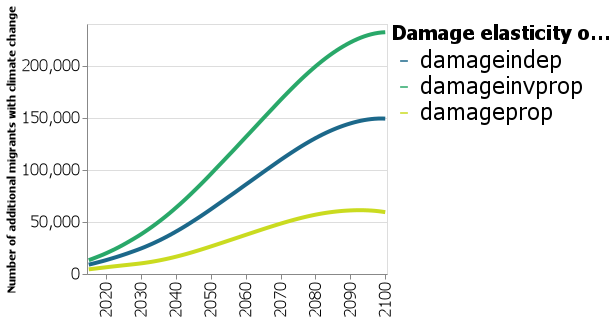 Number of additional migrants with climate change
200,000
150,000
100,000
50,000
0
2020
2030
2040
2050
2060
2070
2080
2090
2100
Damage elasticity o...
damageindep
damageinvprop
damageprop